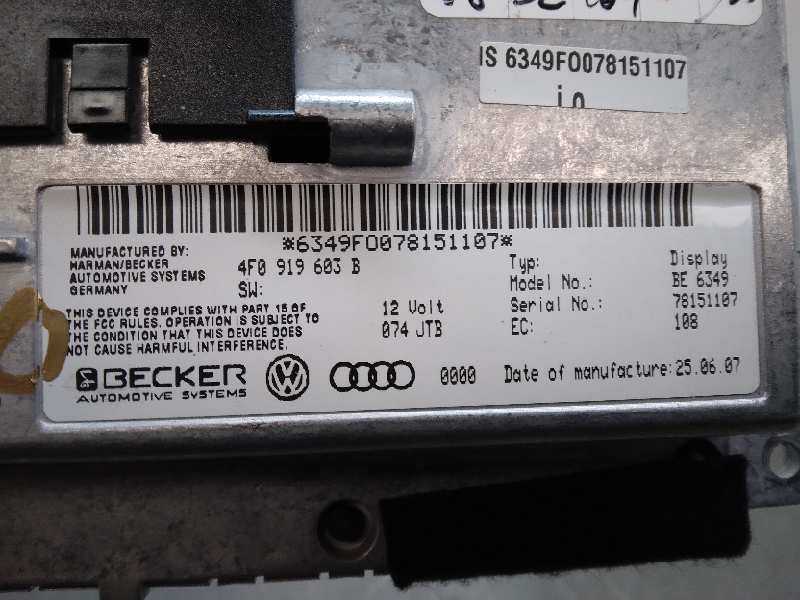 IS 6349FO078151107
i0
*6349FO078151107*
MANUFACTURED BY:
HARMAN/BECKER
AUTOMOTIVE SYSTEMS
GERMANY
4F0 919 603 B
SW:
Typ: Display
Model No.: BE 6349
Serial No.: 78151107
EC: 108
THIS DEVICE COMPLIES WITH PART 15 OF
THE FCC RULES. OPERATION IS SUBJECT TO
THE CONDITION THAT THIS DEVICE DOES
NOT CAUSE HARMFUL INTERFERENCE.
12 Volt
074 JTB
BECKER
AUTOMOTIVE SYSTEMS
0000
Date of manufacture: 25.06.07